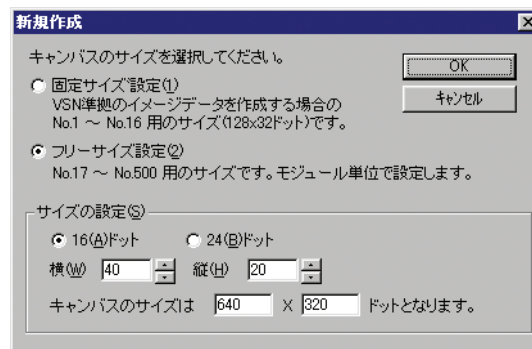 新規作成
キャンバスのサイズを選択してください。
OK
キャンセル
固定サイズ設定(1)
VSN準拠のイメージデータを作成する場合の
No.1 ～ No.16 用のサイズ(128x32ドット)です。
フリーサイズ設定(2)
No.17 ～ No.500 用のサイズです。モジュール単位で設定します。
サイズの設定(S)
16(A)ドット 24(B)ドット
横(W) 40 縦(H) 20
キャンバスのサイズは 640 X 320 ドットとなります。